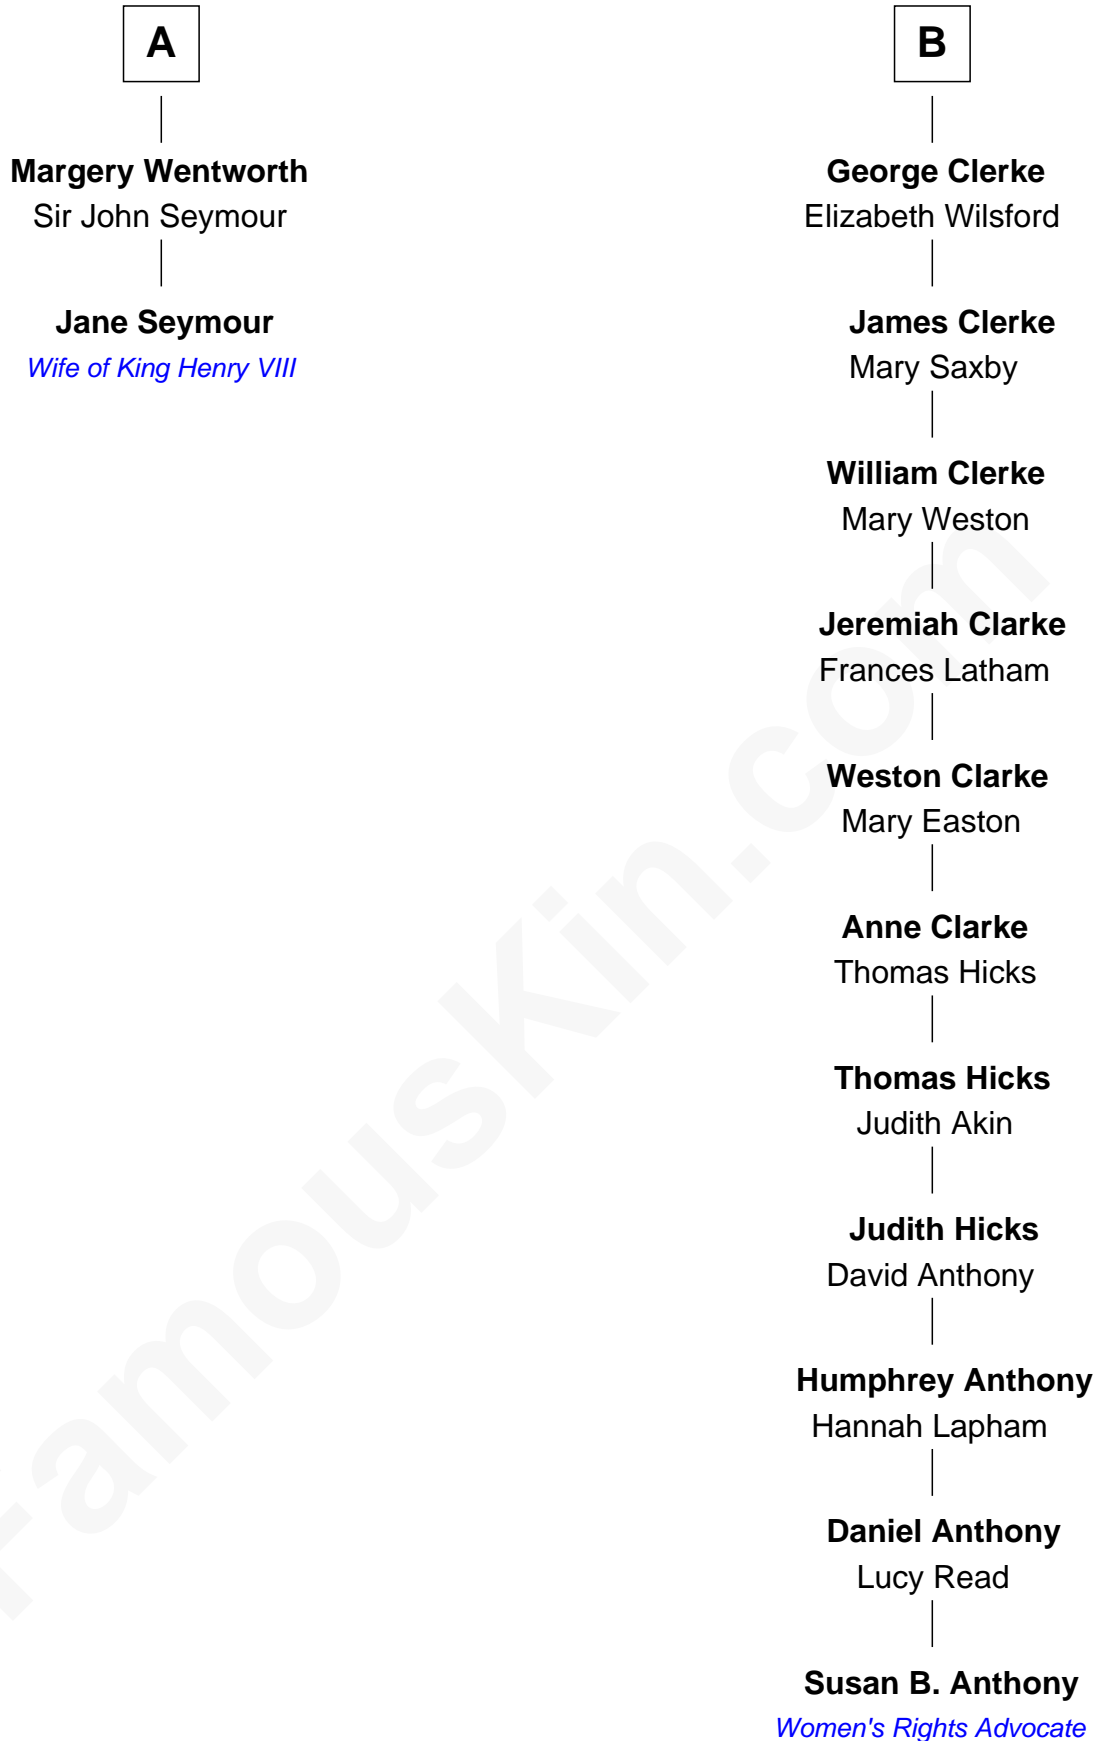 A
Margery Wentworth
Sir John Seymour
Jane Seymour
Wife of King Henry VIII
B
George Clerke
Elizabeth Wilsford
James Clerke
Mary Saxby
William Clerke
Mary Weston
Jeremiah Clarke
Frances Latham
Weston Clarke
Mary Easton
Anne Clarke
Thomas Hicks
Thomas Hicks
Judith Akin
Judith Hicks
David Anthony
Humphrey Anthony
Hannah Lapham
Daniel Anthony
Lucy Read
Susan B. Anthony
Women's Rights Advocate
FamousKin.com